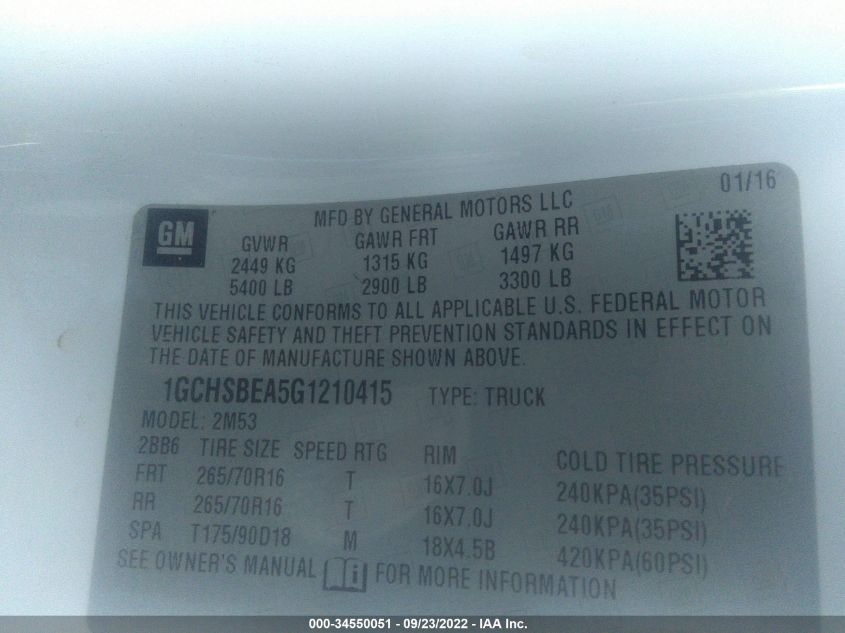 01/16
GM
MFD BY GENERAL MOTORS LLC
GVWR GAWR FRT GAWR RR
2449 KG 1315 KG 1497 KG
5400 LB 2900 LB 3300 LB
THIS VEHICLE CONFORMS TO ALL APPLICABLE U.S. FEDERAL MOTOR
VEHICLE SAFETY AND THEFT PREVENTION STANDARDS IN EFFECT ON
THE DATE OF MANUFACTURE SHOWN ABOVE.
1GCHSBEA5G1210415 TYPE: TRUCK
MODEL: 2M53
2BB6 TIRE SIZE SPEED RTG RIM COLD TIRE PRESSURE
FRT 265/70R16 T 16X7.0J 240KPA(35PSI)
RR 265/70R16 T 16X7.0J 240KPA(35PSI)
SPA T175/90D18 M 18X4.5B 420KPA(60PSI)
SEE OWNER'S MANUAL i FOR MORE INFORMATION
000-34550051 - 09/23/2022 - IAA Inc.